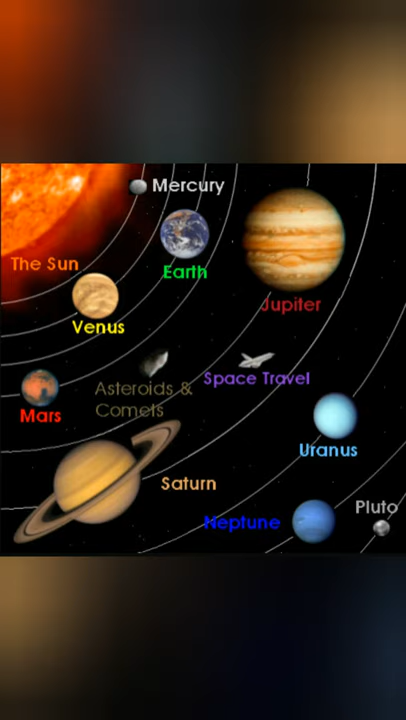 Mercury
The Sun
Earth
Venus
Jupiter
Asteroids &
Comets
Space Travel
Mars
Uranus
Saturn
Neptune
Pluto